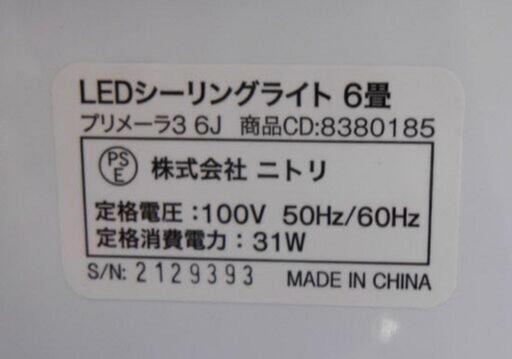 LEDシーリングライト 6畳
プリメーラ3 6J 商品CD:8380185
PS
E 株式会社 ニトリ
定格電圧:100V 50Hz/60Hz
定格消費電力:31W
S/N: 2129393 MADE IN CHINA